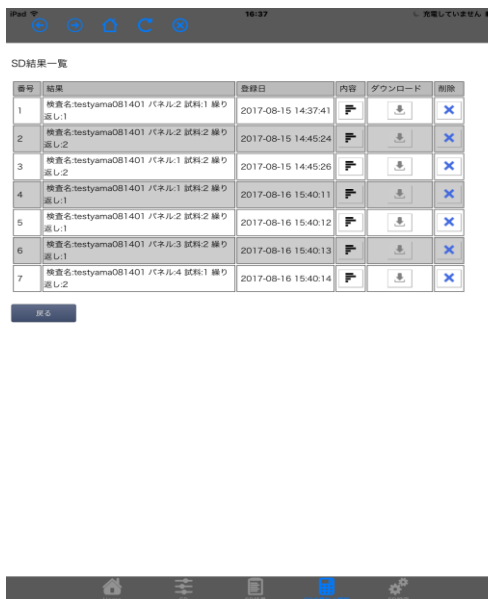 iPad 16:37 充電していません
SD結果一覧
番号 結果 登録日 内容 ダウンロード 削除
1 検査名:testyama081401 パネル:2 試料:1 繰り
返し:1 2017-08-15 14:37:41
2 検査名:testyama081401 パネル:2 試料:2 繰り
返し:2 2017-08-15 14:45:24
3 検査名:testyama081401 パネル:1 試料:2 繰り
返し:2 2017-08-15 14:45:26
4 検査名:testyama081401 パネル:1 試料:2 繰り
返し:1 2017-08-16 15:40:11
5 検査名:testyama081401 パネル:2 試料:2 繰り
返し:1 2017-08-16 15:40:12
6 検査名:testyama081401 パネル:3 試料:2 繰り
返し:1 2017-08-16 15:40:13
7 検査名:testyama081401 パネル:4 試料:1 繰り
返し:2 2017-08-16 15:40:14
戻る